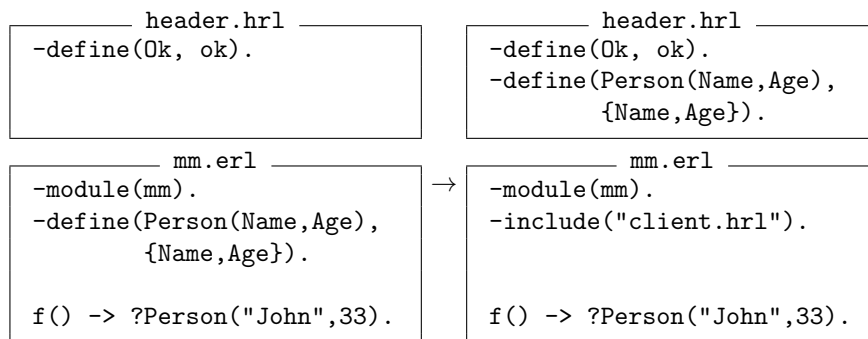 header.hrl
-define(Ok, ok).
header.hrl
-define(Ok, ok).
-define(Person(Name,Age),
{Name,Age}).
mm.erl
-module(mm).
-define(Person(Name,Age),
{Name,Age}).
f() -> ?Person("John",33).
→
mm.erl
-module(mm).
-include("client.hrl").
f() -> ?Person("John",33).